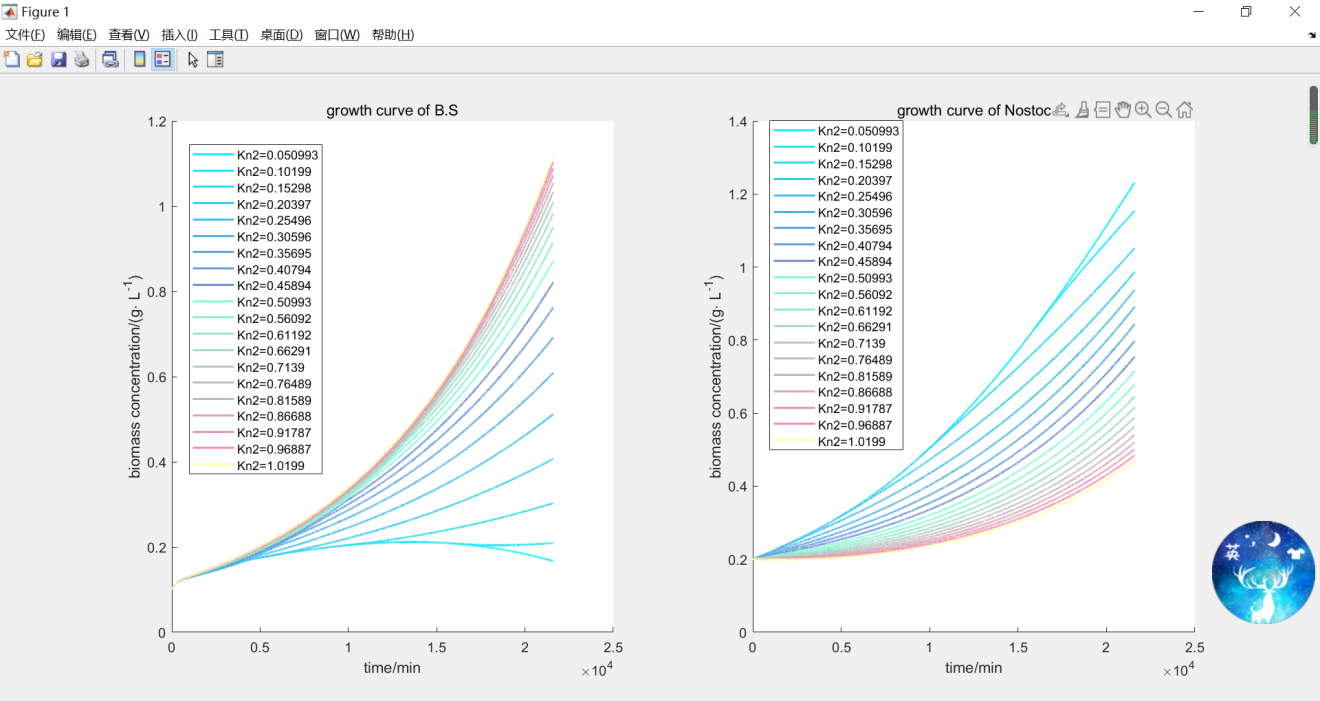 Figure 1
文件(F) 编辑(E) 查看(V) 插入(I) 工具(T) 桌面(D) 窗口(W) 帮助(H)
growth curve of B.S
1.2
1
0.8
0.6
0.4
0.2
0
biomass concentration/(g· L-1)
Kn2=0.050993
Kn2=0.10199
Kn2=0.15298
Kn2=0.20397
Kn2=0.25496
Kn2=0.30596
Kn2=0.35695
Kn2=0.40794
Kn2=0.45894
Kn2=0.50993
Kn2=0.56092
Kn2=0.61192
Kn2=0.66291
Kn2=0.7139
Kn2=0.76489
Kn2=0.81589
Kn2=0.86688
Kn2=0.91787
Kn2=0.96887
Kn2=1.0199
0 0.5 1 1.5 2 2.5
time/min
×104
growth curve of Nostoc
1.4
1.2
1
0.8
0.6
0.4
0.2
0
biomass concentration/(g· L-1)
Kn2=0.050993
Kn2=0.10199
Kn2=0.15298
Kn2=0.20397
Kn2=0.25496
Kn2=0.30596
Kn2=0.35695
Kn2=0.40794
Kn2=0.45894
Kn2=0.50993
Kn2=0.56092
Kn2=0.61192
Kn2=0.66291
Kn2=0.7139
Kn2=0.76489
Kn2=0.81589
Kn2=0.86688
Kn2=0.91787
Kn2=0.96887
Kn2=1.0199
0 0.5 1 1.5 2 2.5
time/min
×104
英